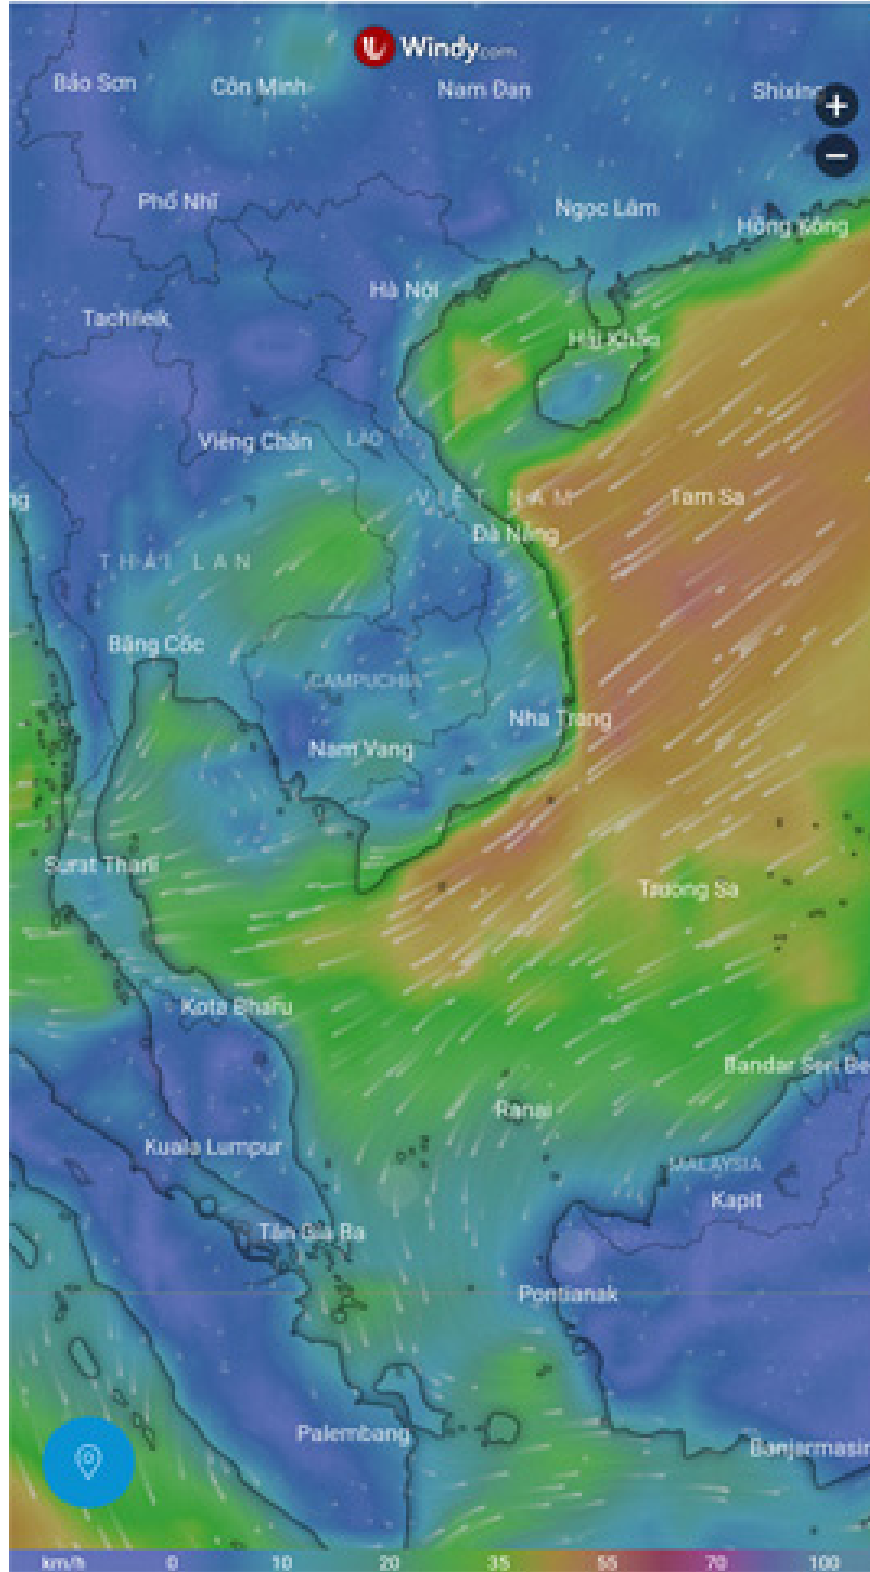 Windy.com
Bảo Sơn
Côn Minh
Nam Đan
Shixing
Phổ Nhĩ
Ngọc Lâm
Hồng Kông
Hà Nội
Tachileik
Hải Khẩu
Viêng Chăn
LÀO
ng
VIỆT NAM
Tam Sa
Đà Nẵng
THÁI LAN
Băng Cốc
CAMPUCHIA
Nha Trang
Nam Vang
Surat Thani
Trường Sa
Kota Bharu
Bandar Seri Be
Ranai
Kuala Lumpur
MALAYSIA
Kapit
Tân Gia Ba
Pontianak
Palembang
Banjarmasin
km/h 0 10 20 35 55 70 100